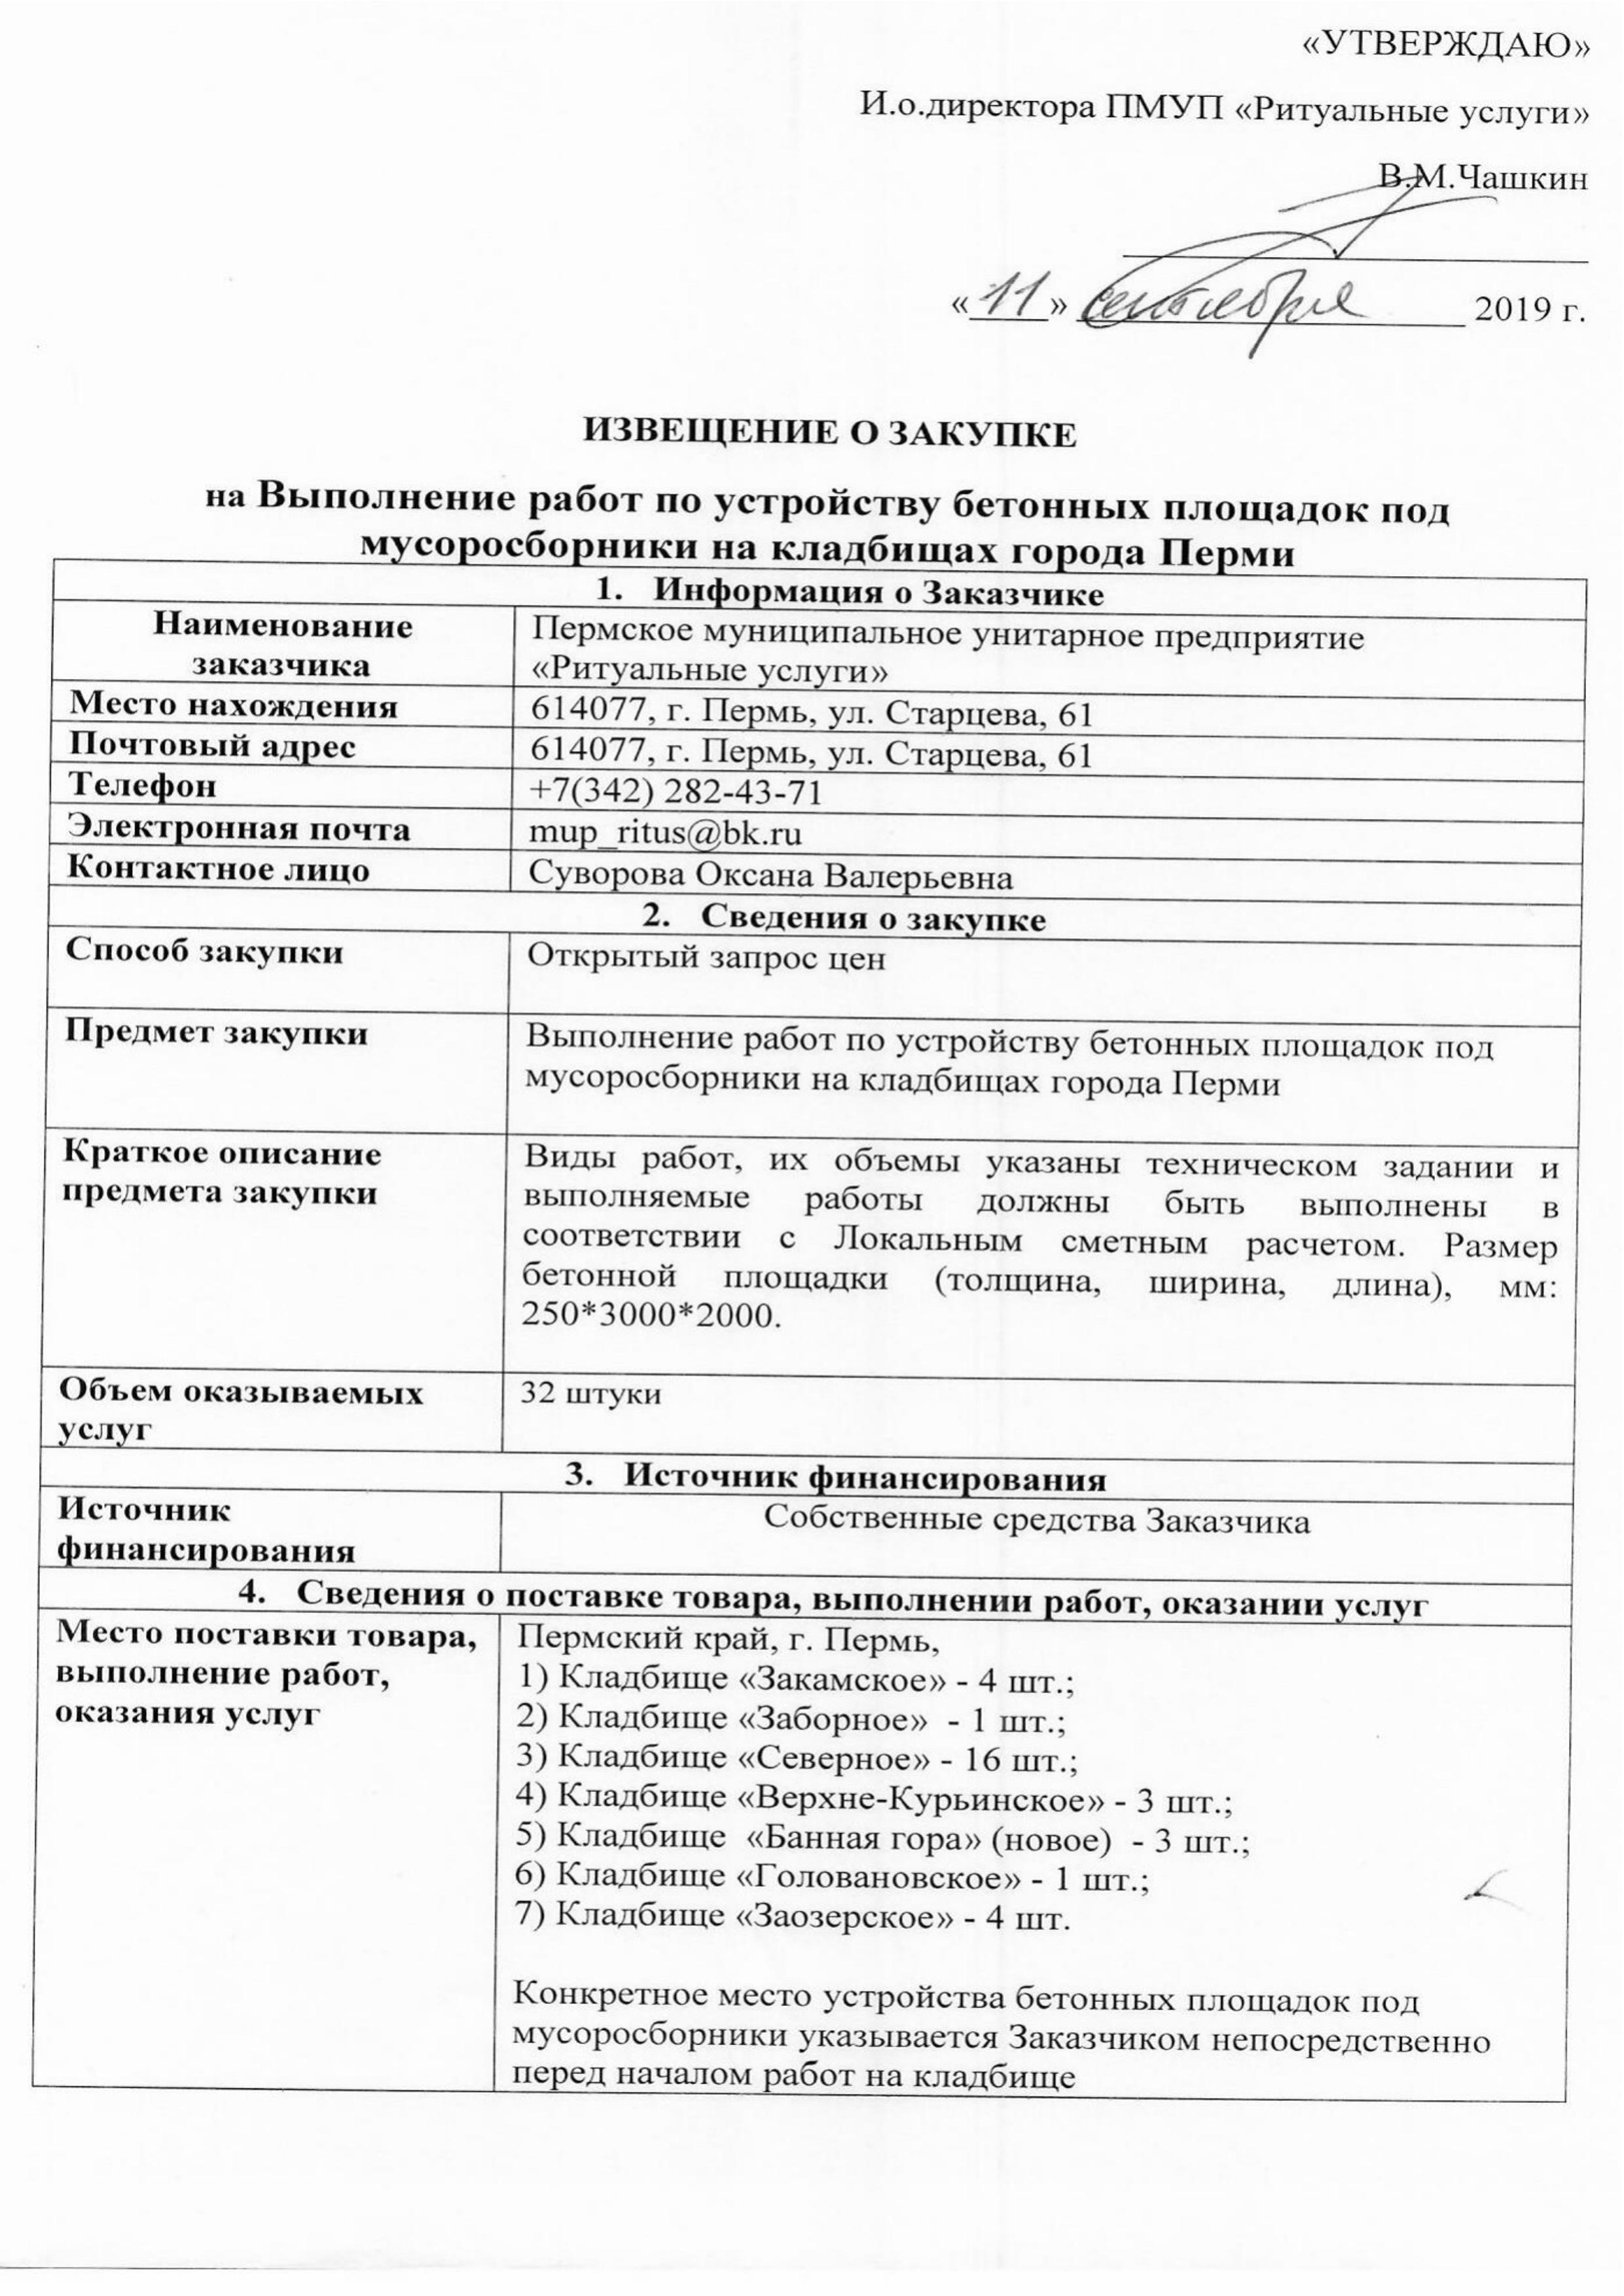 «УТВЕРЖДАЮ»
И.о.директора ПМУП «Ритуальные услуги»
В.М.Чашкин
«11» сентября 2019 г.
ИЗВЕЩЕНИЕ О ЗАКУПКЕ
на Выполнение работ по устройству бетонных площадок под
мусоросборники на кладбищах города Перми
1. Информация о Заказчике
Наименование
заказчика
Пермское муниципальное унитарное предприятие
«Ритуальные услуги»
Место нахождения
614077, г. Пермь, ул. Старцева, 61
Почтовый адрес
614077, г. Пермь, ул. Старцева, 61
Телефон
+7(342) 282-43-71
Электронная почта
mup_ritus@bk.ru
Контактное лицо
Суворова Оксана Валерьевна
2. Сведения о закупке
Способ закупки
Открытый запрос цен
Предмет закупки
Выполнение работ по устройству бетонных площадок под
мусоросборники на кладбищах города Перми
Краткое описание
предмета закупки
Виды работ, их объемы указаны техническом задании и
выполняемые работы должны быть выполнены в
соответствии с Локальным сметным расчетом. Размер
бетонной площадки (толщина, ширина, длина), мм:
250*3000*2000.
Объем оказываемых
услуг
32 штуки
3. Источник финансирования
Источник
финансирования
Собственные средства Заказчика
4. Сведения о поставке товара, выполнении работ, оказании услуг
Место поставки товара,
выполнение работ,
оказания услуг
Пермский край, г. Пермь,
1) Кладбище «Закамское» - 4 шт.;
2) Кладбище «Заборное» - 1 шт.;
3) Кладбище «Северное» - 16 шт.;
4) Кладбище «Верхне-Курьинское» - 3 шт.;
5) Кладбище «Банная гора» (новое) - 3 шт.;
6) Кладбище «Головановское» - 1 шт.;
7) Кладбище «Заозерское» - 4 шт.
Конкретное место устройства бетонных площадок под
мусоросборники указывается Заказчиком непосредственно
перед началом работ на кладбище